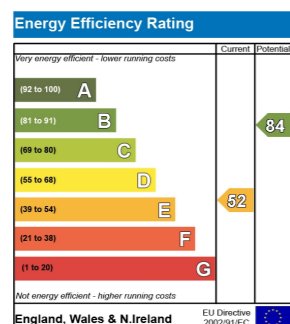 Energy Efficiency Rating
Current Potential
Very energy efficient - lower running costs
(92 to 100) A
(81 to 91) B
84
(69 to 80) C
(55 to 68) D
52
(39 to 54) E
(21 to 38) F
(1 to 20) G
Not energy efficient - higher running costs
England, Wales & N.Ireland
EU Directive
2002/91/EC